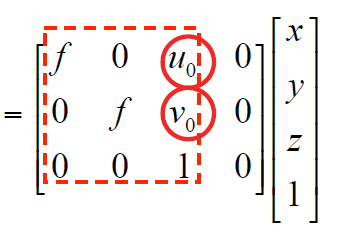 = [ f 0 u₀ 0 ] [ x ]
[ 0 f v₀ 0 ] [ y ]
[ 0 0 1 0 ] [ z ]
[ 1 ]